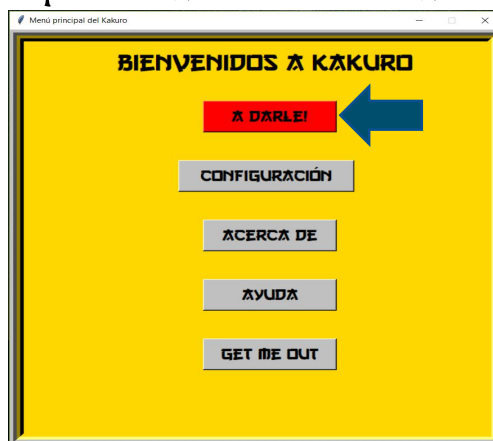 Menú principal del Kakuro
BIENVENIDOS A KAKURO
A DARLE!
CONFIGURACIÓN
ACERCA DE
AYUDA
GET ME OUT